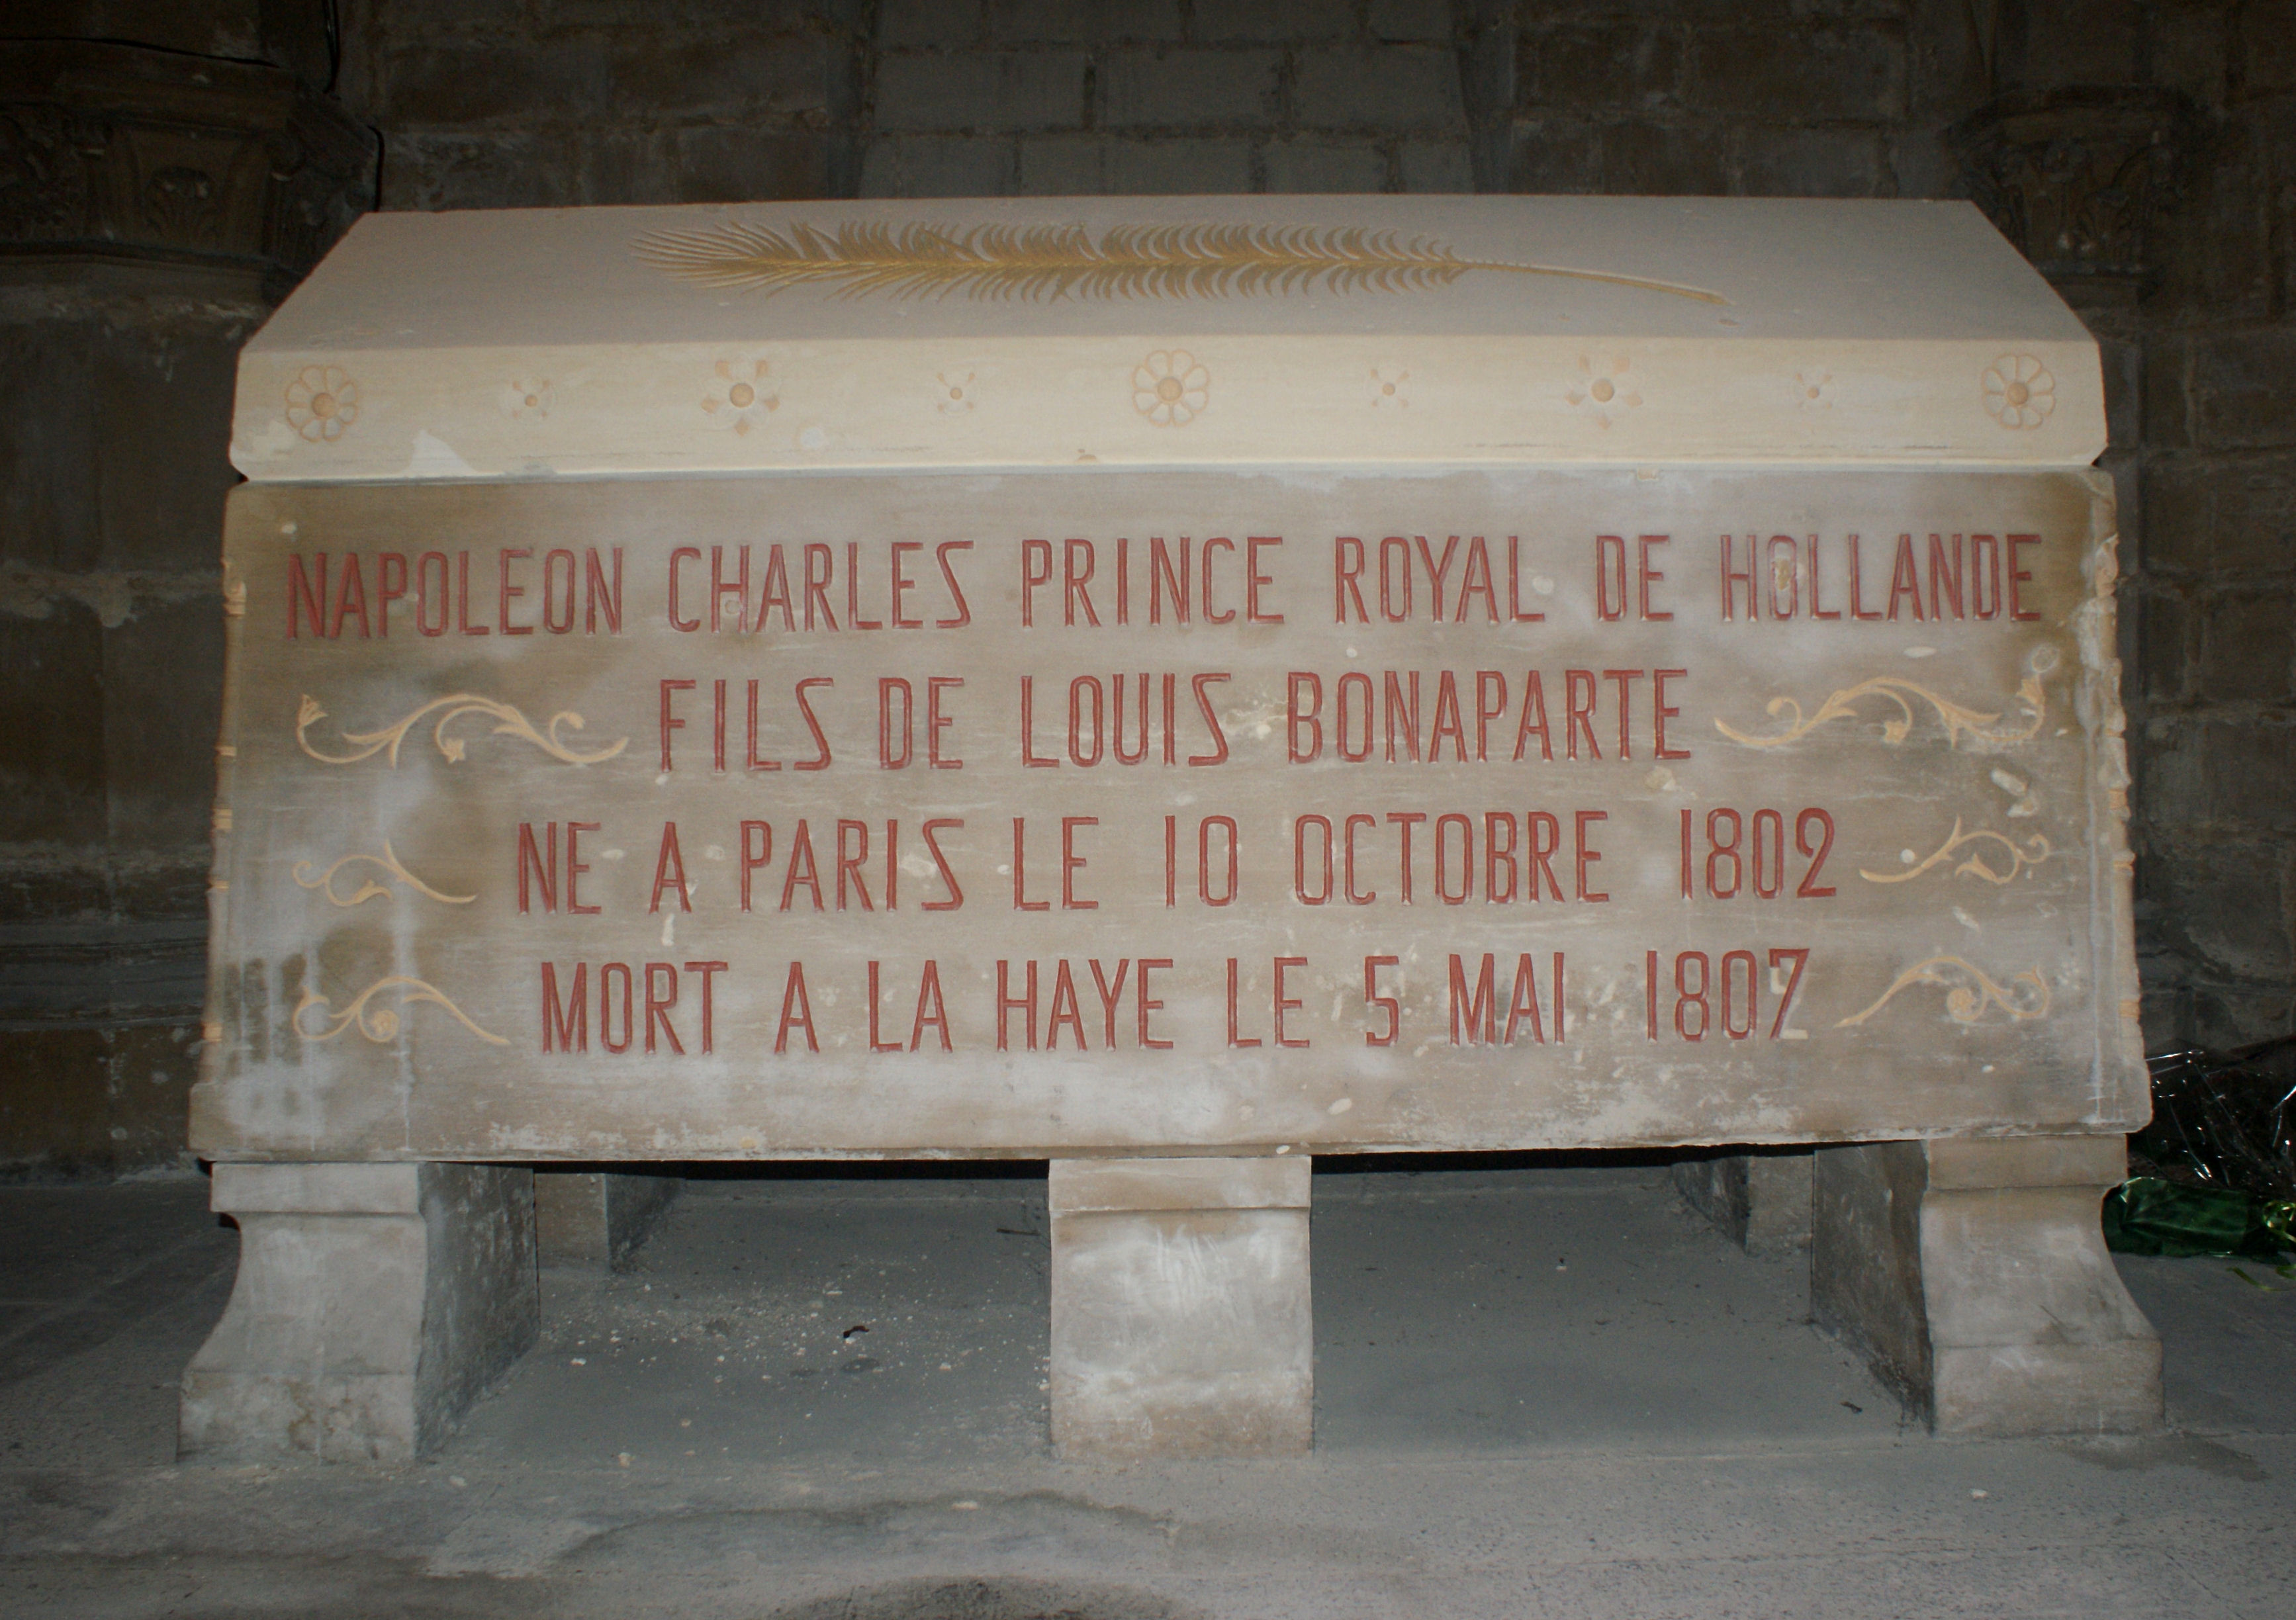 NAPOLEON CHARLES PRINCE ROYAL DE HOLLANDE
FILS DE LOUIS BONAPARTE
NE A PARIS LE 10 OCTOBRE 1802
MORT A LA HAYE LE 5 MAI 1807